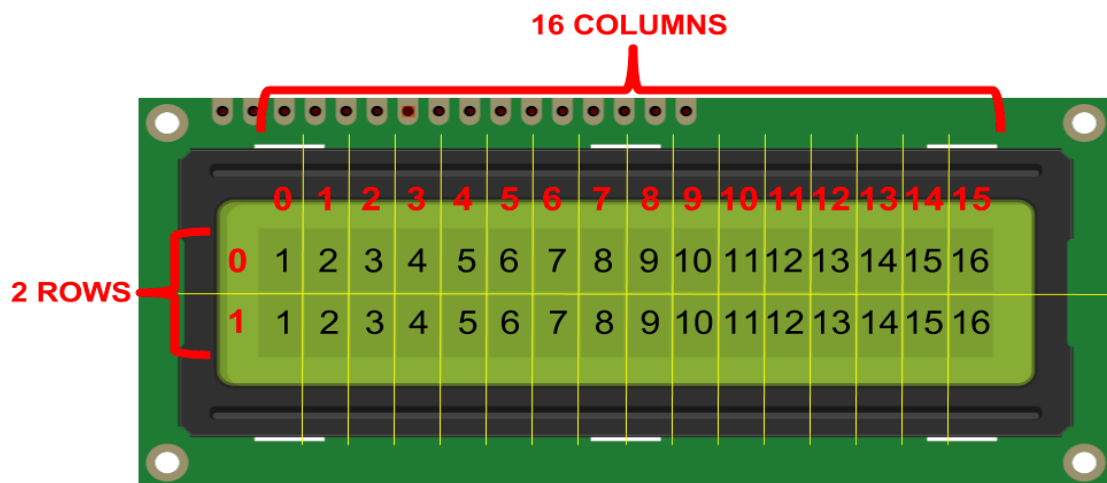 16 COLUMNS
0 1 2 3 4 5 6 7 8 9 10 11 12 13 14 15
0 1 2 3 4 5 6 7 8 9 10 11 12 13 14 15 16
2 ROWS
1 1 2 3 4 5 6 7 8 9 10 11 12 13 14 15 16